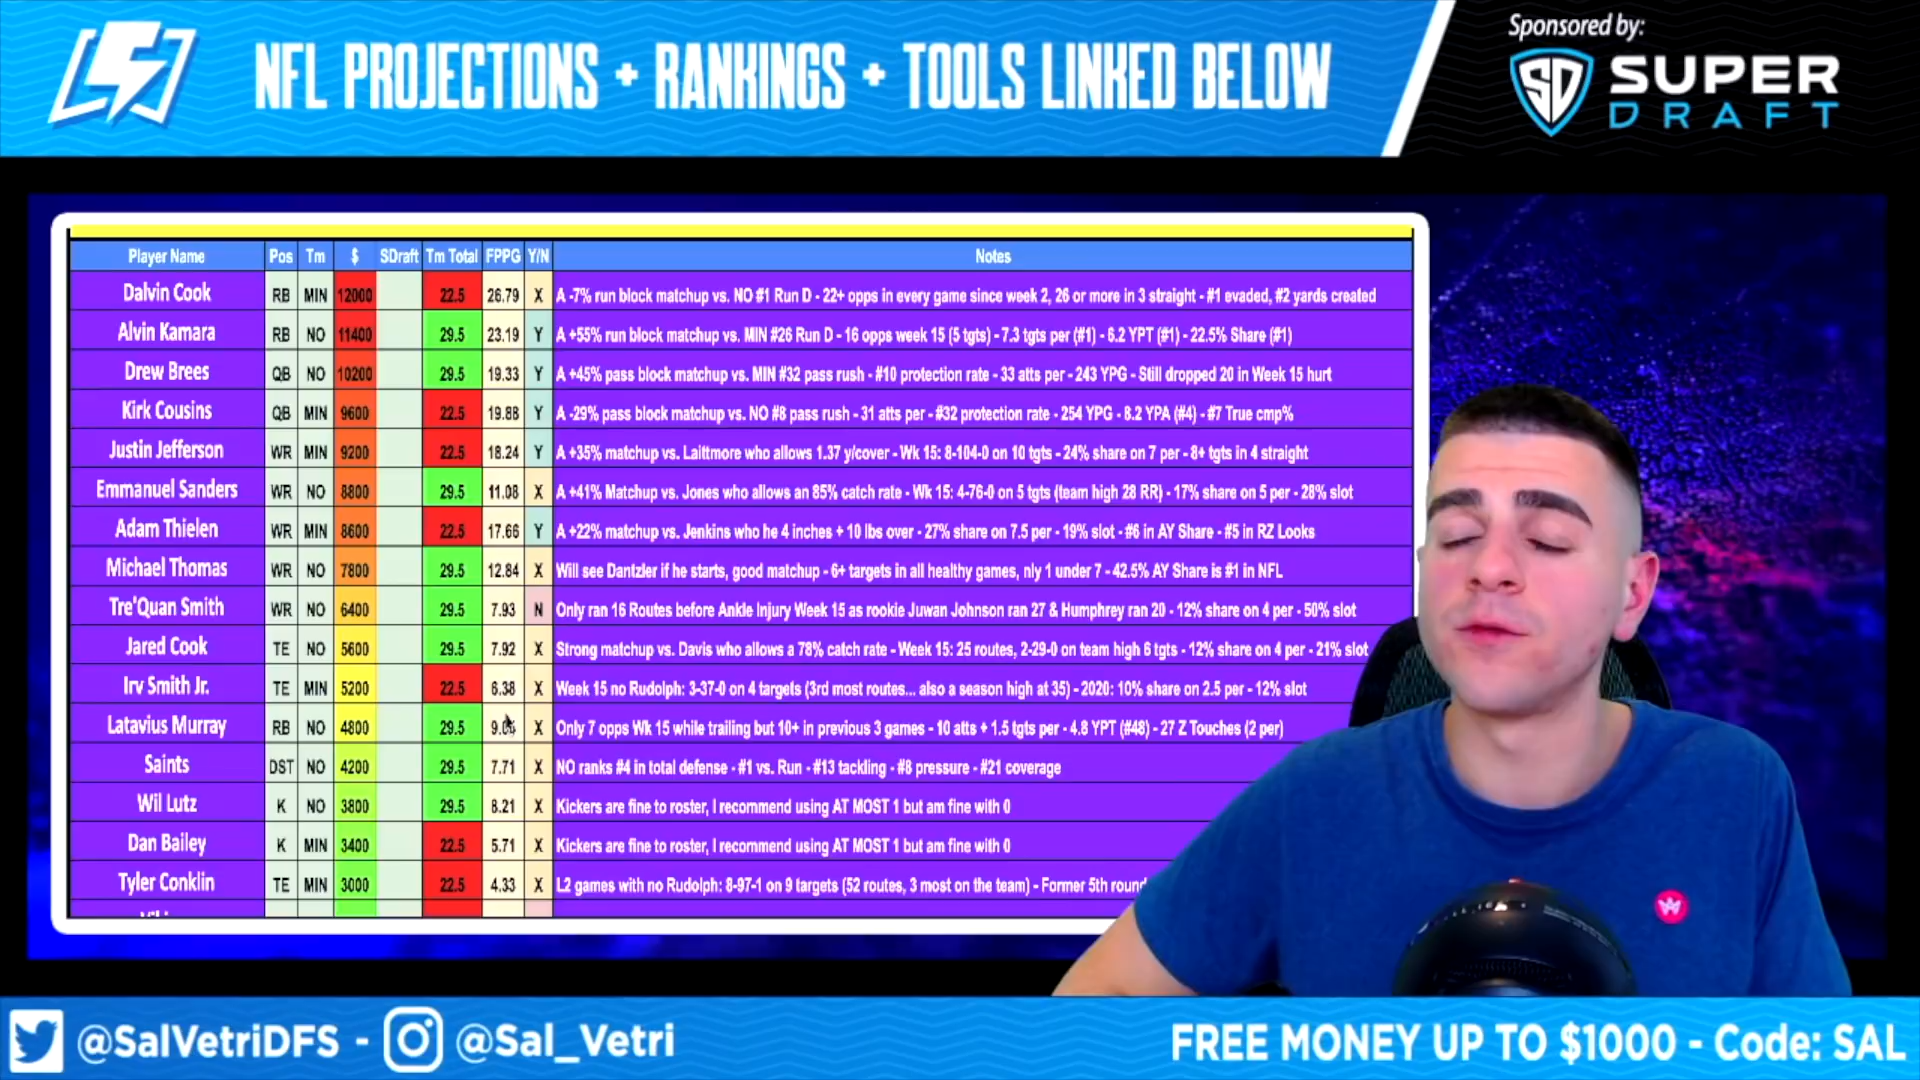 NFL PROJECTIONS + RANKINGS + TOOLS LINKED BELOW
Sponsored by:
SD SUPER
DRAFT
Player Name Pos Tm $ SDraft Tm Total FPPG Y/N Notes
Dalvin Cook RB MIN 12000 22.5 26.79 X A -7% run block matchup vs. NO #1 Run D - 22+ opps in every game since week 2, 26 or more in 3 straight - #1 evaded, #2 yards created
Alvin Kamara RB NO 11400 29.5 23.19 Y A +55% run block matchup vs. MIN #26 Run D - 16 opps week 15 (5 tgts) - 7.3 tgts per (#1) - 6.2 YPT (#1) - 22.5% Share (#1)
Drew Brees QB NO 10200 29.5 19.33 Y A +45% pass block matchup vs. MIN #32 pass rush - #10 protection rate - 33 atts per - 243 YPG - Still dropped 20 in Week 15 hurt
Kirk Cousins QB MIN 9600 22.5 19.88 Y A -29% pass block matchup vs. NO #8 pass rush - 31 atts per - #32 protection rate - 254 YPG - 8.2 YPA (#4) - #7 True cmp%
Justin Jefferson WR MIN 9200 22.5 18.24 Y A +35% matchup vs. Laittmore who allows 1.37 y/cover - Wk 15: 8-104-0 on 10 tgts - 24% share on 7 per - 8+ tgts in 4 straight
Emmanuel Sanders WR NO 8800 29.5 11.08 X A +41% Matchup vs. Jones who allows an 85% catch rate - Wk 15: 4-76-0 on 5 tgts (team high 28 RR) - 17% share on 5 per - 28% slot
Adam Thielen WR MIN 8600 22.5 17.66 Y A +22% matchup vs. Jenkins who he 4 inches + 10 lbs over - 27% share on 7.5 per - 19% slot - #6 in AY Share - #5 in RZ Looks
Michael Thomas WR NO 7800 29.5 12.84 X Will see Dantzler if he starts, good matchup - 6+ targets in all healthy games, nly 1 under 7 - 42.5% AY Share is #1 in NFL
Tre'Quan Smith WR NO 6400 29.5 7.93 N Only ran 16 Routes before Ankle Injury Week 15 as rookie Juwan Johnson ran 27 & Humphrey ran 20 - 12% share on 4 per - 50% slot
Jared Cook TE NO 5600 29.5 7.92 X Strong matchup vs. Davis who allows a 78% catch rate - Week 15: 25 routes, 2-29-0 on team high 6 tgts - 12% share on 4 per - 21% slot
Irv Smith Jr. TE MIN 5200 22.5 6.38 X Week 15 no Rudolph: 3-37-0 on 4 targets (3rd most routes... also a season high at 35) - 2020: 10% share on 2.5 per - 12% slot
Latavius Murray RB NO 4800 29.5 X Only 7 opps Wk 15 while trailing but 10+ in previous 3 games - 10 atts + 1.5 tgts per - 4.8 YPT (#48) - 27 Z Touches (2 per)
Saints DST NO 4200 29.5 7.71 X NO ranks #4 in total defense - #1 vs. Run - #13 tackling - #8 pressure - #21 coverage
Wil Lutz K NO 3800 29.5 8.21 X Kickers are fine to roster, I recommend using AT MOST 1 but am fine with 0
Dan Bailey K MIN 3400 22.5 5.71 X Kickers are fine to roster, I recommend using AT MOST 1 but am fine with 0
Tyler Conklin TE MIN 3000 22.5 4.33 X L2 games with no Rudolph: 8-97-1 on 9 targets (52 routes, 3 most on the team) - Former 5th round
@SalVetriDFS - @Sal_Vetri
FREE MONEY UP TO $1000 - Code: SAL